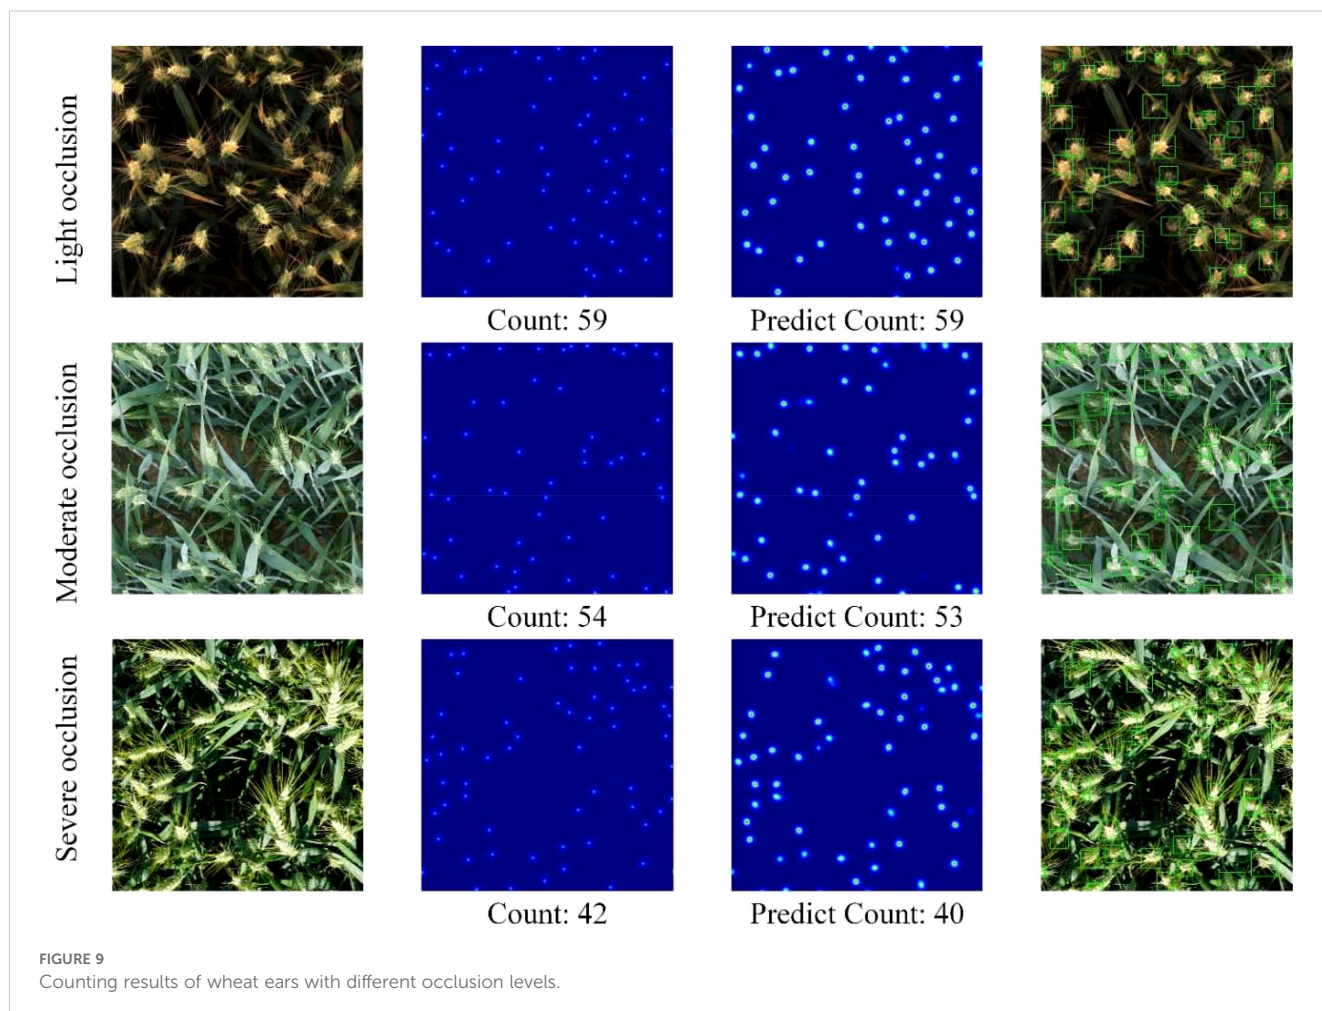 Light occlusion
Count: 59
Predict Count: 59
Moderate occlusion
Count: 54
Predict Count: 53
Severe occlusion
Count: 42
Predict Count: 40
FIGURE 9
Counting results of wheat ears with different occlusion levels.